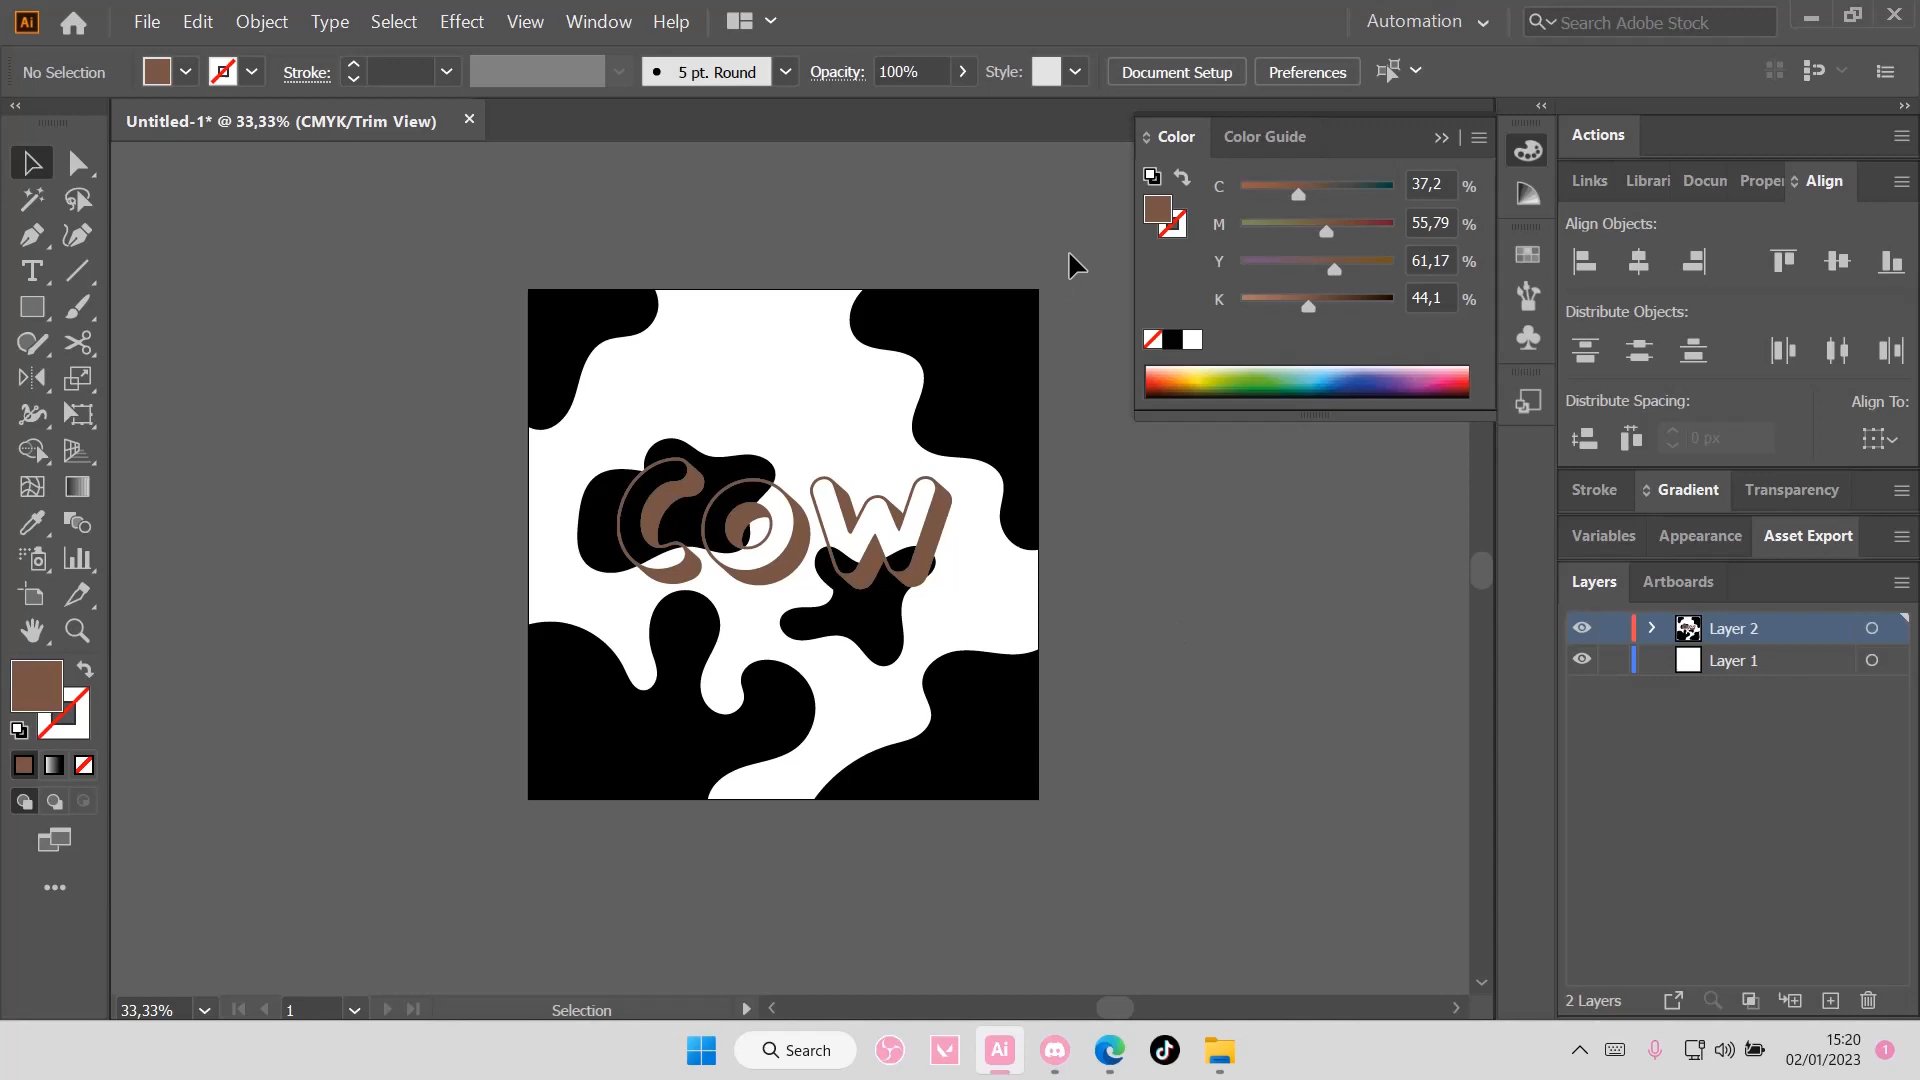 Ai File Edit Object Type Select Effect View Window Help Automation Search Adobe Stock
No Selection Stroke: 5 pt. Round Opacity: 100% Style: Document Setup Preferences
Untitled-1* @ 33,33% (CMYK/Trim View)
Color Color Guide
C 37,2 %
M 55,79 %
Y 61,17 %
K 44,1 %
COW
Actions
Links Librari Docun Proper Align
Align Objects:
Distribute Objects:
Distribute Spacing: Align To:
0 px
Stroke Gradient Transparency
Variables Appearance Asset Export
Layers Artboards
Layer 2
Layer 1
2 Layers
33,33% 1 Selection
Search
Ai
15:20
02/01/2023
1